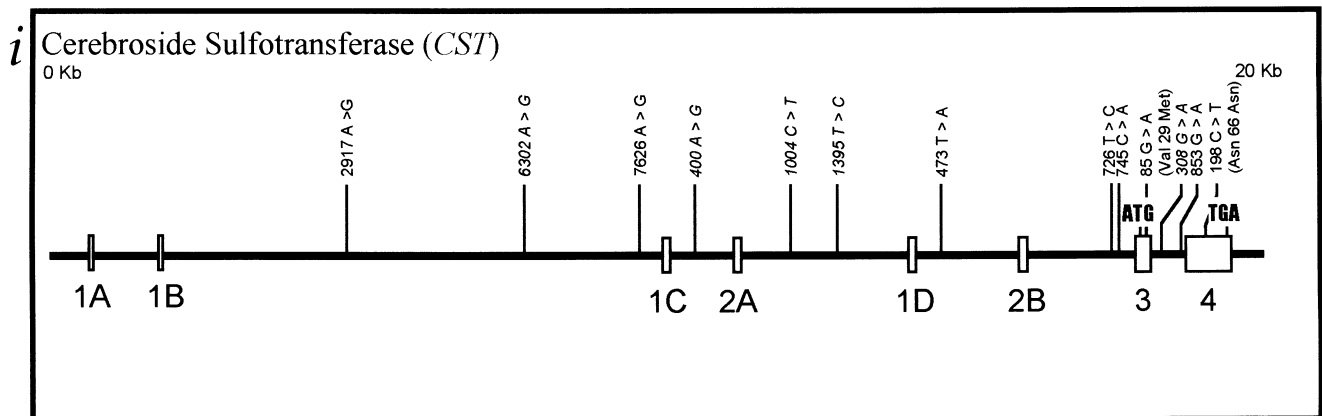 i
Cerebroside Sulfotransferase (CST)
0 Kb
20 Kb
2917 A >G
6302 A > G
7626 A > G
400 A > G
1004 C > T
1395 T > C
473 T > A
726 T > C
745 C > A
85 G > A
(Val 29 Met)
308 G > A
853 G > A
198 C > T
(Asn 66 Asn)
ATG
TGA
1A
1B
1C
2A
1D
2B
3
4